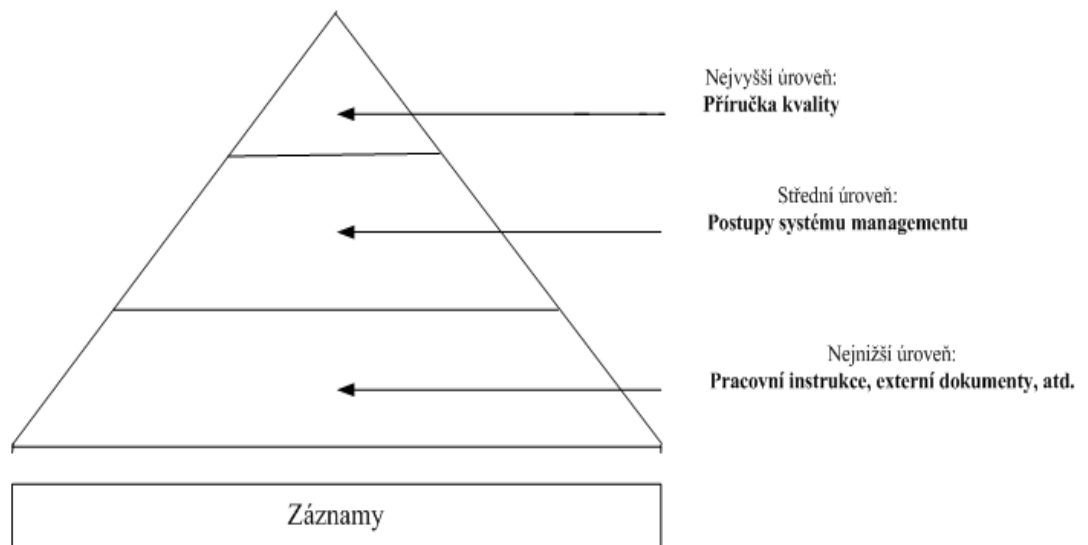 Nejvyšší úroveň:
Příručka kvality
Střední úroveň:
Postupy systému managementu
Nejnižší úroveň:
Pracovní instrukce, externí dokumenty, atd.
Záznamy